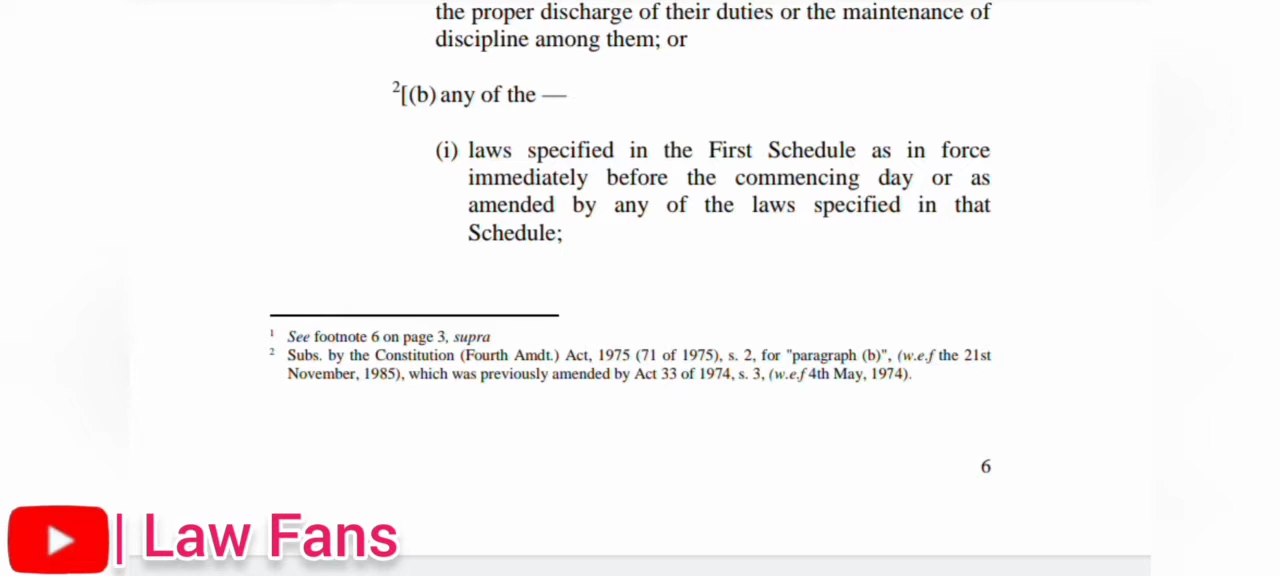 the proper discharge of their duties or the maintenance of
discipline among them; or
2[(b) any of the —
(i) laws specified in the First Schedule as in force
immediately before the commencing day or as
amended by any of the laws specified in that
Schedule;
1 See footnote 6 on page 3, supra
2 Subs. by the Constitution (Fourth Amdt.) Act, 1975 (71 of 1975), s. 2, for "paragraph (b)", (w.e.f the 21st
November, 1985), which was previously amended by Act 33 of 1974, s. 3, (w.e.f 4th May, 1974).
6
| Law Fans